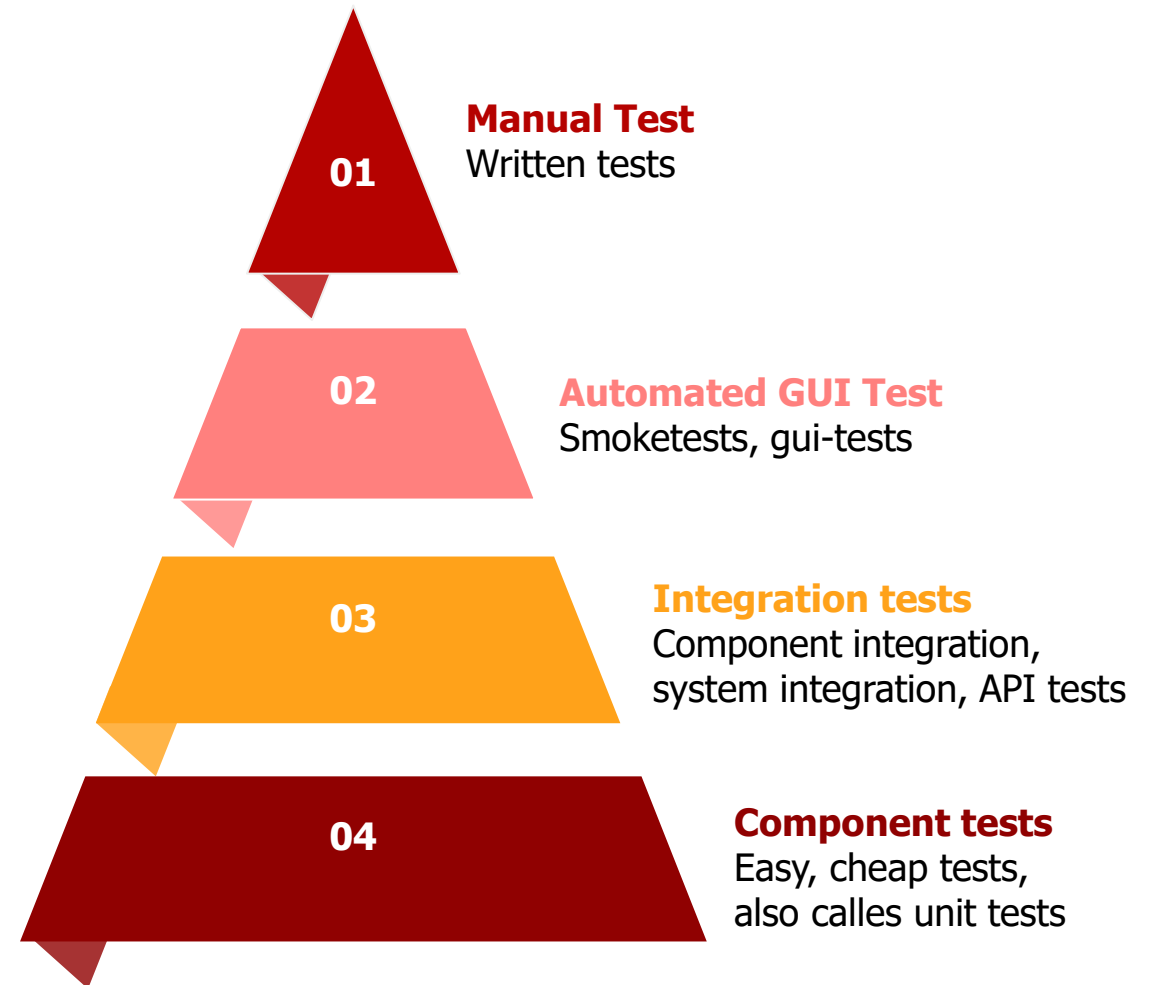 Manual Test
Written tests
01
02
Automated GUI Test
Smoketests, gui-tests
03
Integration tests
Component integration,
system integration, API tests
04
Component tests
Easy, cheap tests,
also calles unit tests